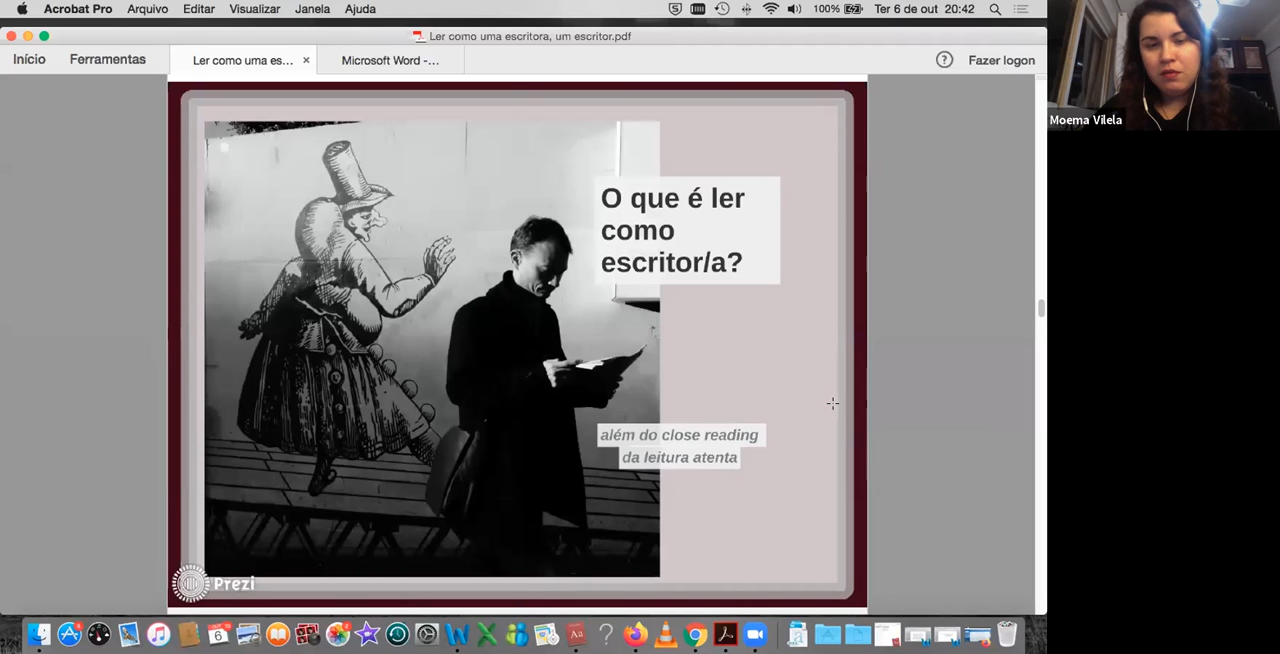 Acrobat Pro Arquivo Editar Visualizar Janela Ajuda 100% Ter 6 de out 20:42
Ler como uma escritora, um escritor.pdf
Início Ferramentas Ler como uma es... × Microsoft Word -... ? Fazer logon
Moema Vilela
O que é ler
como
escritor/a?
além do close reading
da leitura atenta
Prezi